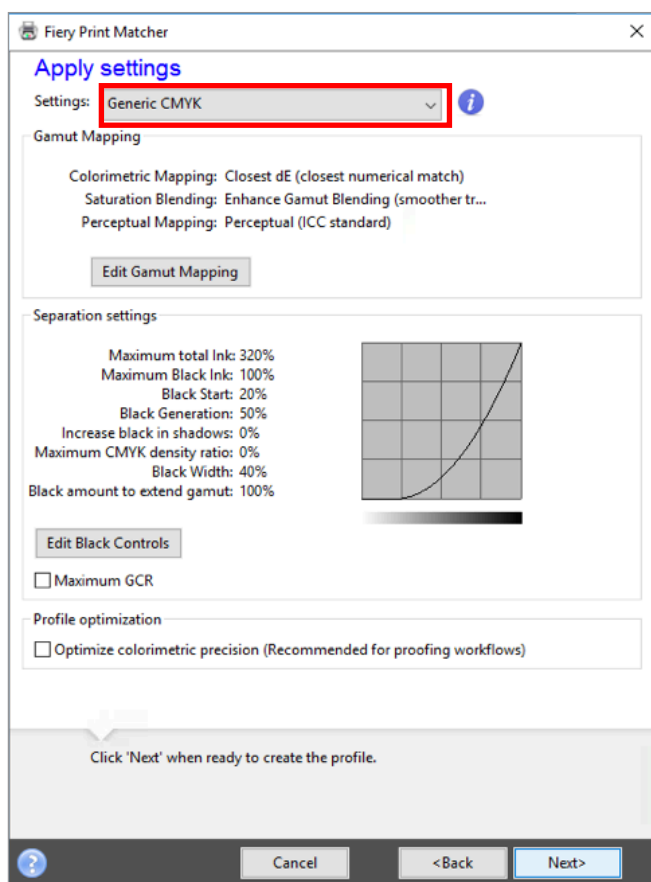 Fiery Print Matcher
Apply settings
Settings: Generic CMYK
Gamut Mapping
Colorimetric Mapping: Closest dE (closest numerical match)
Saturation Blending: Enhance Gamut Blending (smoother tr...
Perceptual Mapping: Perceptual (ICC standard)
Edit Gamut Mapping
Separation settings
Maximum total Ink: 320%
Maximum Black Ink: 100%
Black Start: 20%
Black Generation: 50%
Increase black in shadows: 0%
Maximum CMYK density ratio: 0%
Black Width: 40%
Black amount to extend gamut: 100%
Edit Black Controls
Maximum GCR
Profile optimization
Optimize colorimetric precision (Recommended for proofing workflows)
Click 'Next' when ready to create the profile.
Cancel <Back Next>